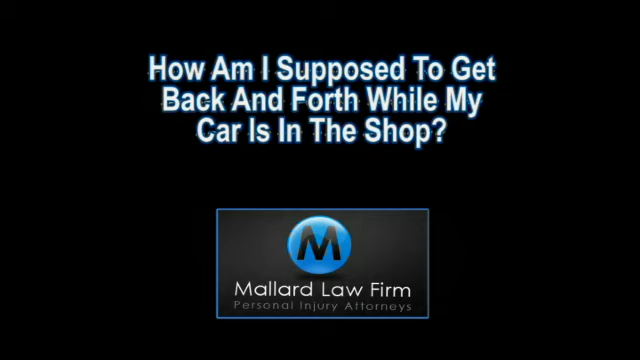 How Am I Supposed To Get
Back And Forth While My
Car Is In The Shop?
M
Mallard Law Firm
Personal Injury Attorneys